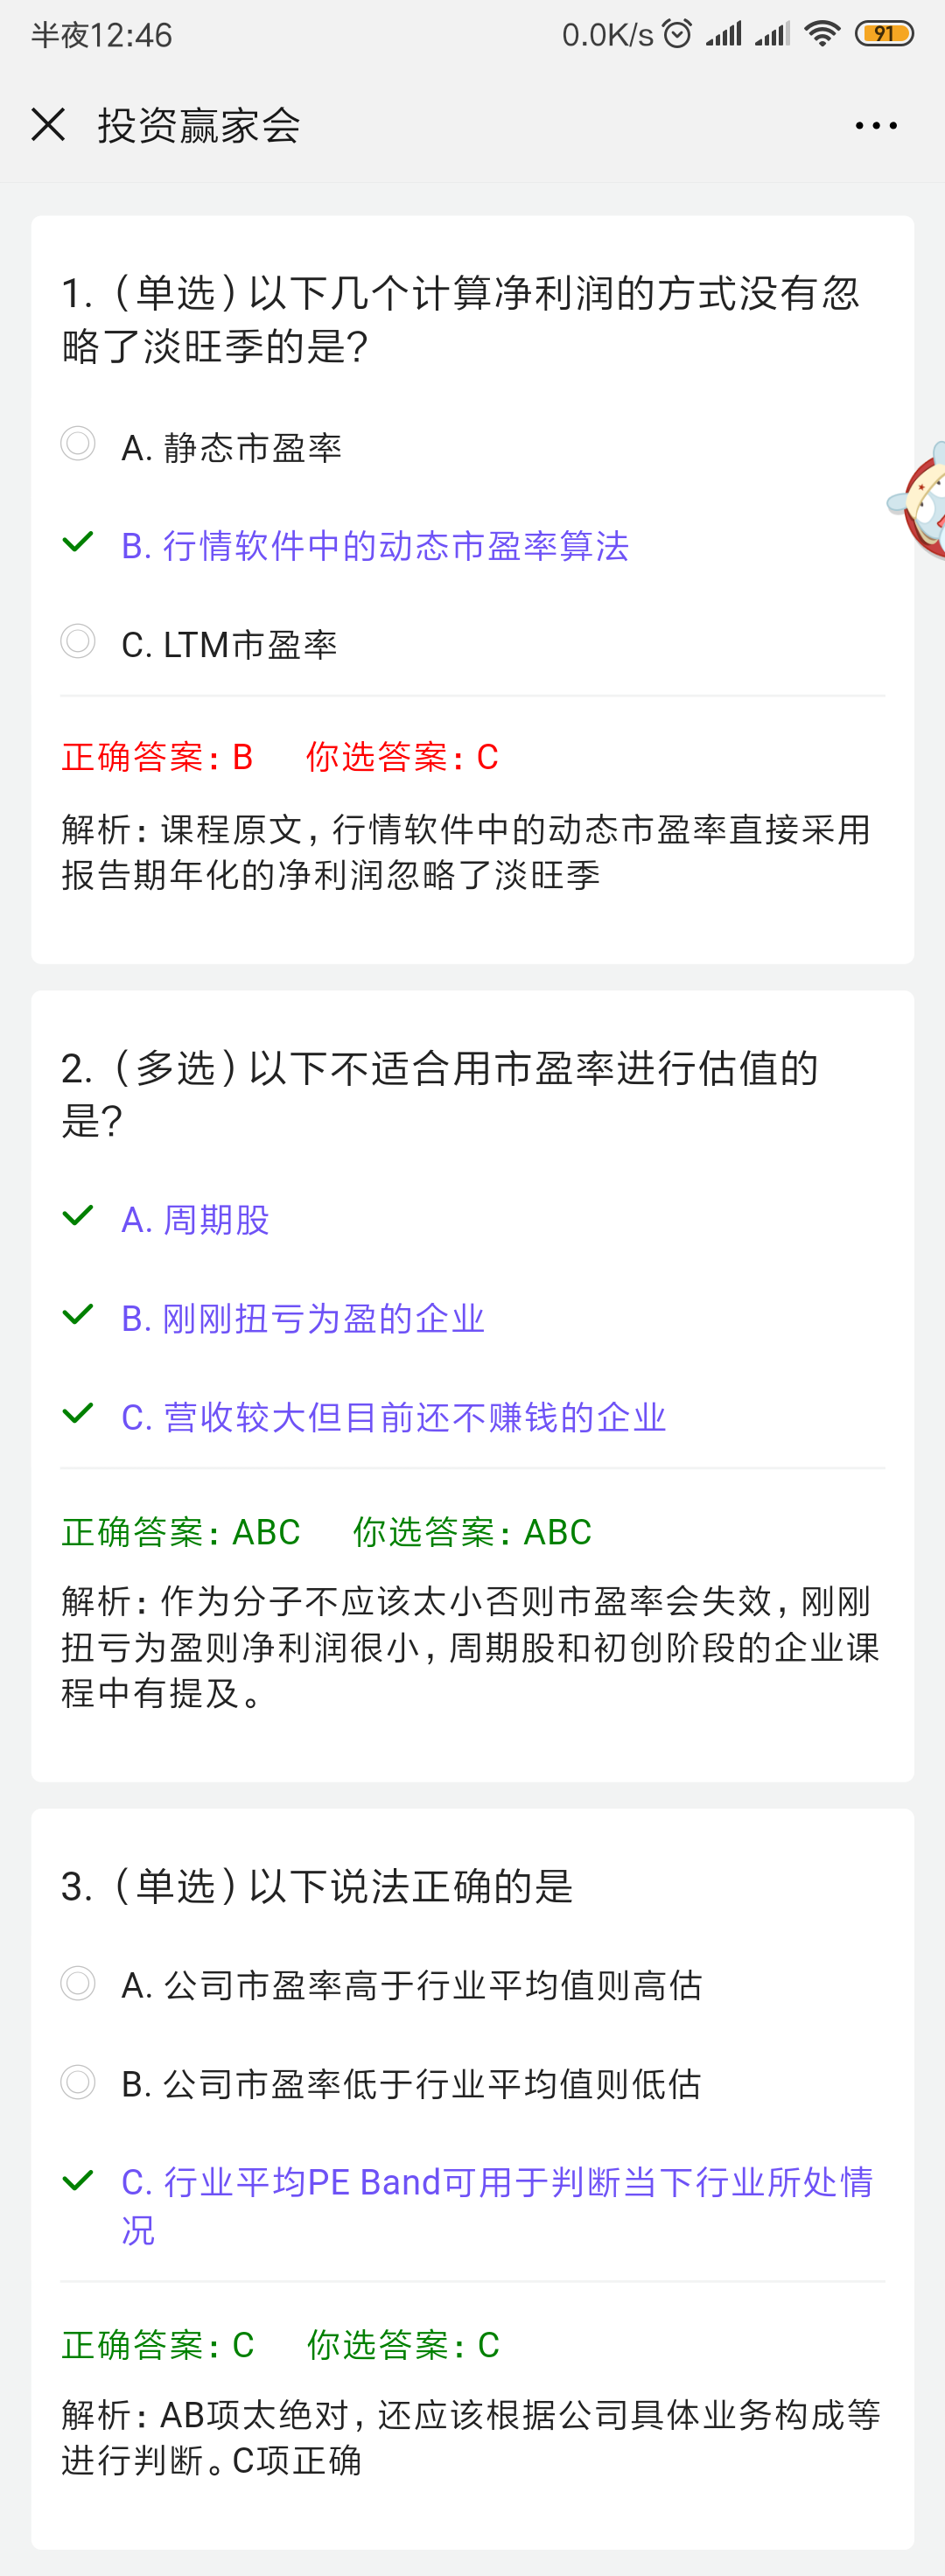 半夜12:46
0.0K/s
91
投资赢家会
1.（单选）以下几个计算净利润的方式没有忽
略了淡旺季的是?
A. 静态市盈率
B. 行情软件中的动态市盈率算法
C. LTM市盈率
正确答案：B 你选答案：C
解析：课程原文，行情软件中的动态市盈率直接采用
报告期年化的净利润忽略了淡旺季
2.（多选）以下不适合用市盈率进行估值的
是?
A. 周期股
B. 刚刚扭亏为盈的企业
C. 营收较大但目前还不赚钱的企业
正确答案：ABC 你选答案：ABC
解析：作为分子不应该太小否则市盈率会失效，刚刚
扭亏为盈则净利润很小，周期股和初创阶段的企业课
程中有提及。
3.（单选）以下说法正确的是
A. 公司市盈率高于行业平均值则高估
B. 公司市盈率低于行业平均值则低估
C. 行业平均PE Band可用于判断当下行业所处情
况
正确答案：C 你选答案：C
解析：AB项太绝对，还应该根据公司具体业务构成等
进行判断。C项正确